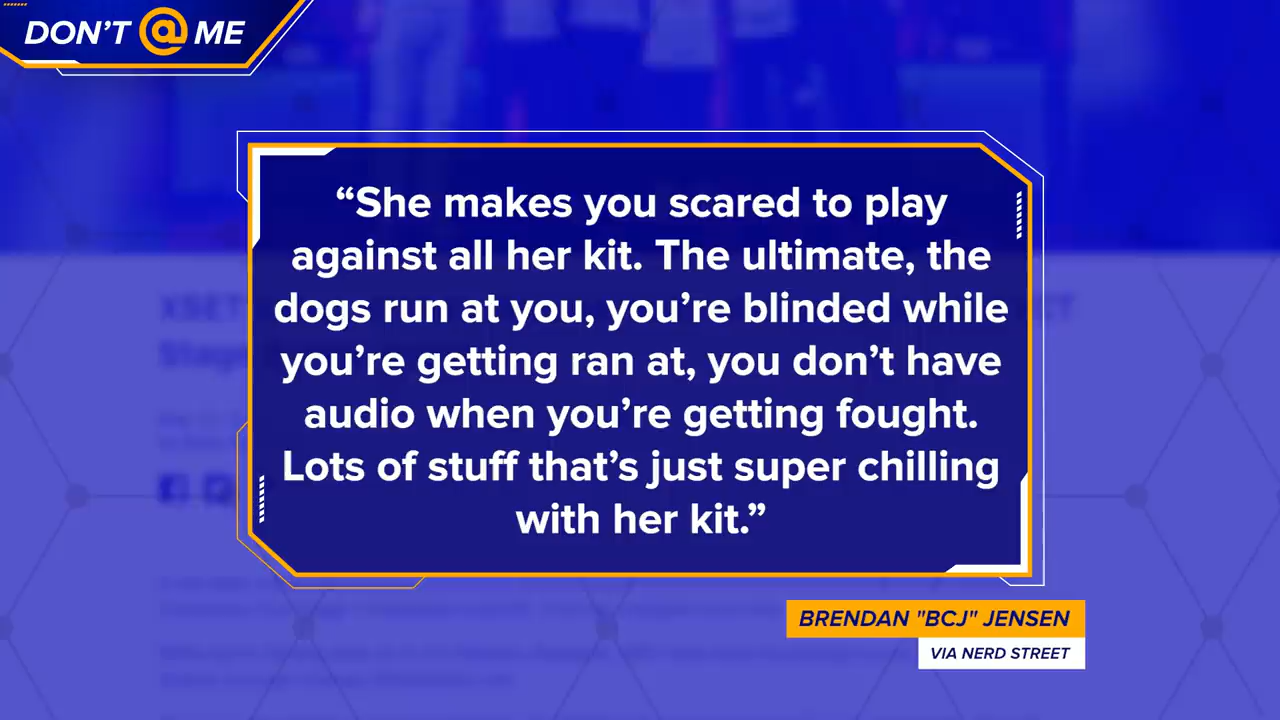 DON'T @ ME
“She makes you scared to play
against all her kit. The ultimate, the
dogs run at you, you’re blinded while
you’re getting ran at, you don’t have
audio when you’re getting fought.
Lots of stuff that’s just super chilling
with her kit.”
BRENDAN "BCJ" JENSEN
VIA NERD STREET
XSET
Stag